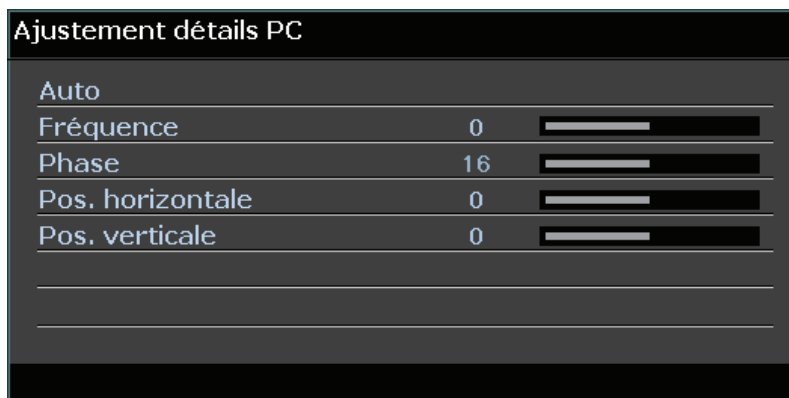 Ajustement détails PC
Auto
Fréquence 0
Phase 16
Pos. horizontale 0
Pos. verticale 0